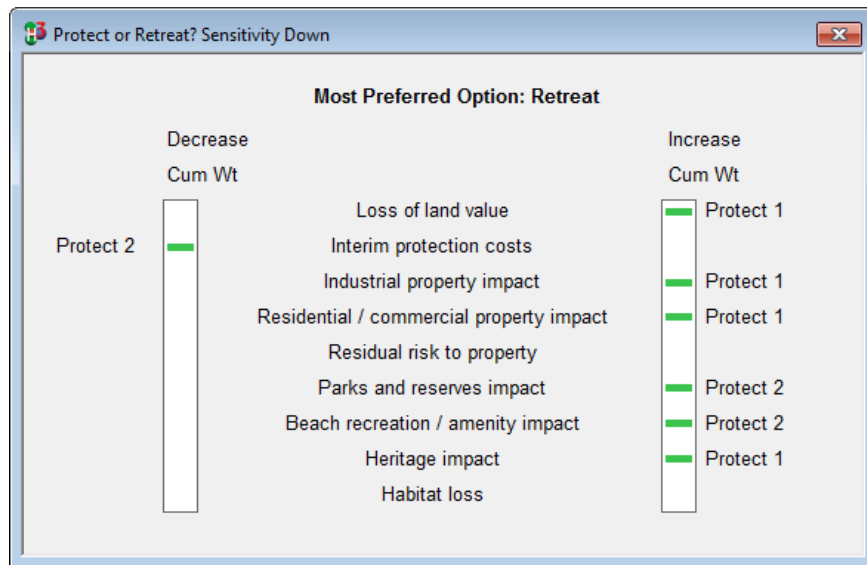 Protect or Retreat? Sensitivity Down
Most Preferred Option: Retreat
Decrease Increase
Cum Wt Cum Wt
Loss of land value Protect 1
Protect 2 Interim protection costs
Industrial property impact Protect 1
Residential / commercial property impact Protect 1
Residual risk to property
Parks and reserves impact Protect 2
Beach recreation / amenity impact Protect 2
Heritage impact Protect 1
Habitat loss